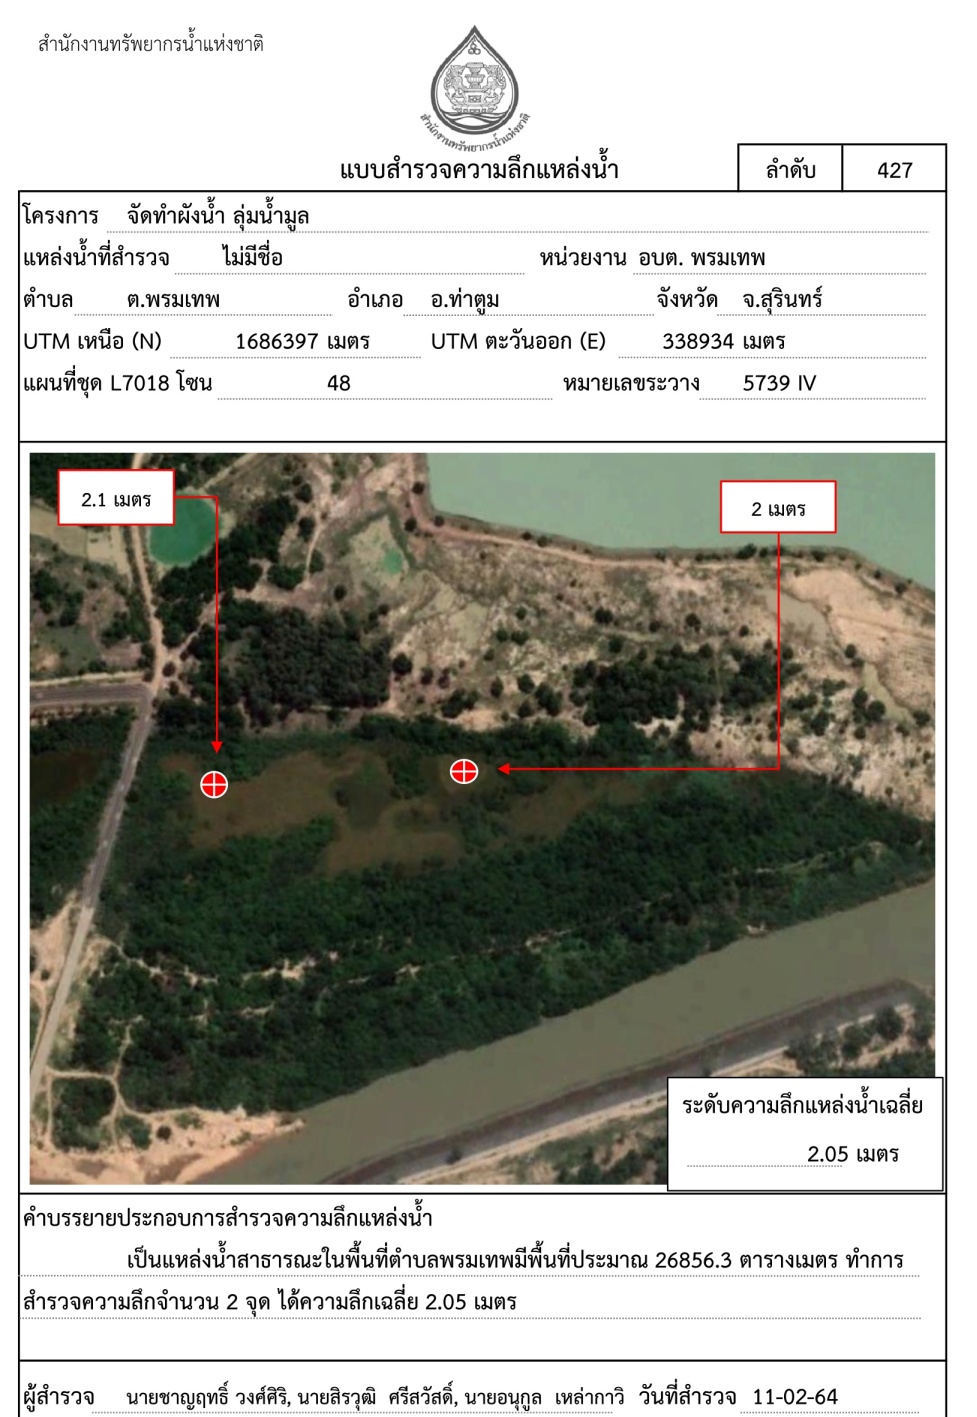 สำนักงานทรัพยากรน้ำแห่งชาติ
สำนักงานทรัพยากรน้ำแห่งชาติ
แบบสำรวจความลึกแหล่งน้ำ ลำดับ 427
โครงการ จัดทำผังน้ำ ลุ่มน้ำมูล
แหล่งน้ำที่สำรวจ ไม่มีชื่อ หน่วยงาน อบต. พรมเทพ
ตำบล ต.พรมเทพ อำเภอ อ.ท่าตูม จังหวัด จ.สุรินทร์
UTM เหนือ (N) 1686397 เมตร UTM ตะวันออก (E) 338934 เมตร
แผนที่ชุด L7018 โซน 48 หมายเลขระวาง 5739 IV
2.1 เมตร
2 เมตร
ระดับความลึกแหล่งน้ำเฉลี่ย
2.05 เมตร
คำบรรยายประกอบการสำรวจความลึกแหล่งน้ำ
เป็นแหล่งน้ำสาธารณะในพื้นที่ตำบลพรมเทพมีพื้นที่ประมาณ 26856.3 ตารางเมตร ทำการ
สำรวจความลึกจำนวน 2 จุด ได้ความลึกเฉลี่ย 2.05 เมตร
ผู้สำรวจ นายชาญฤทธิ์ วงศ์ศิริ, นายสิรวุฒิ ศรีสวัสดิ์, นายอนุกูล เหล่ากาวิ วันที่สำรวจ 11-02-64